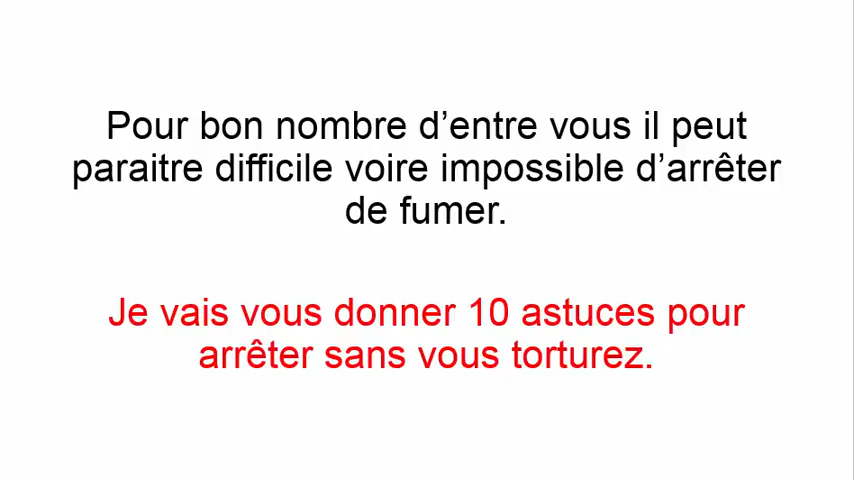 Pour bon nombre d’entre vous il peut
paraitre difficile voire impossible d’arrêter
de fumer.
Je vais vous donner 10 astuces pour
arrêter sans vous torturez.